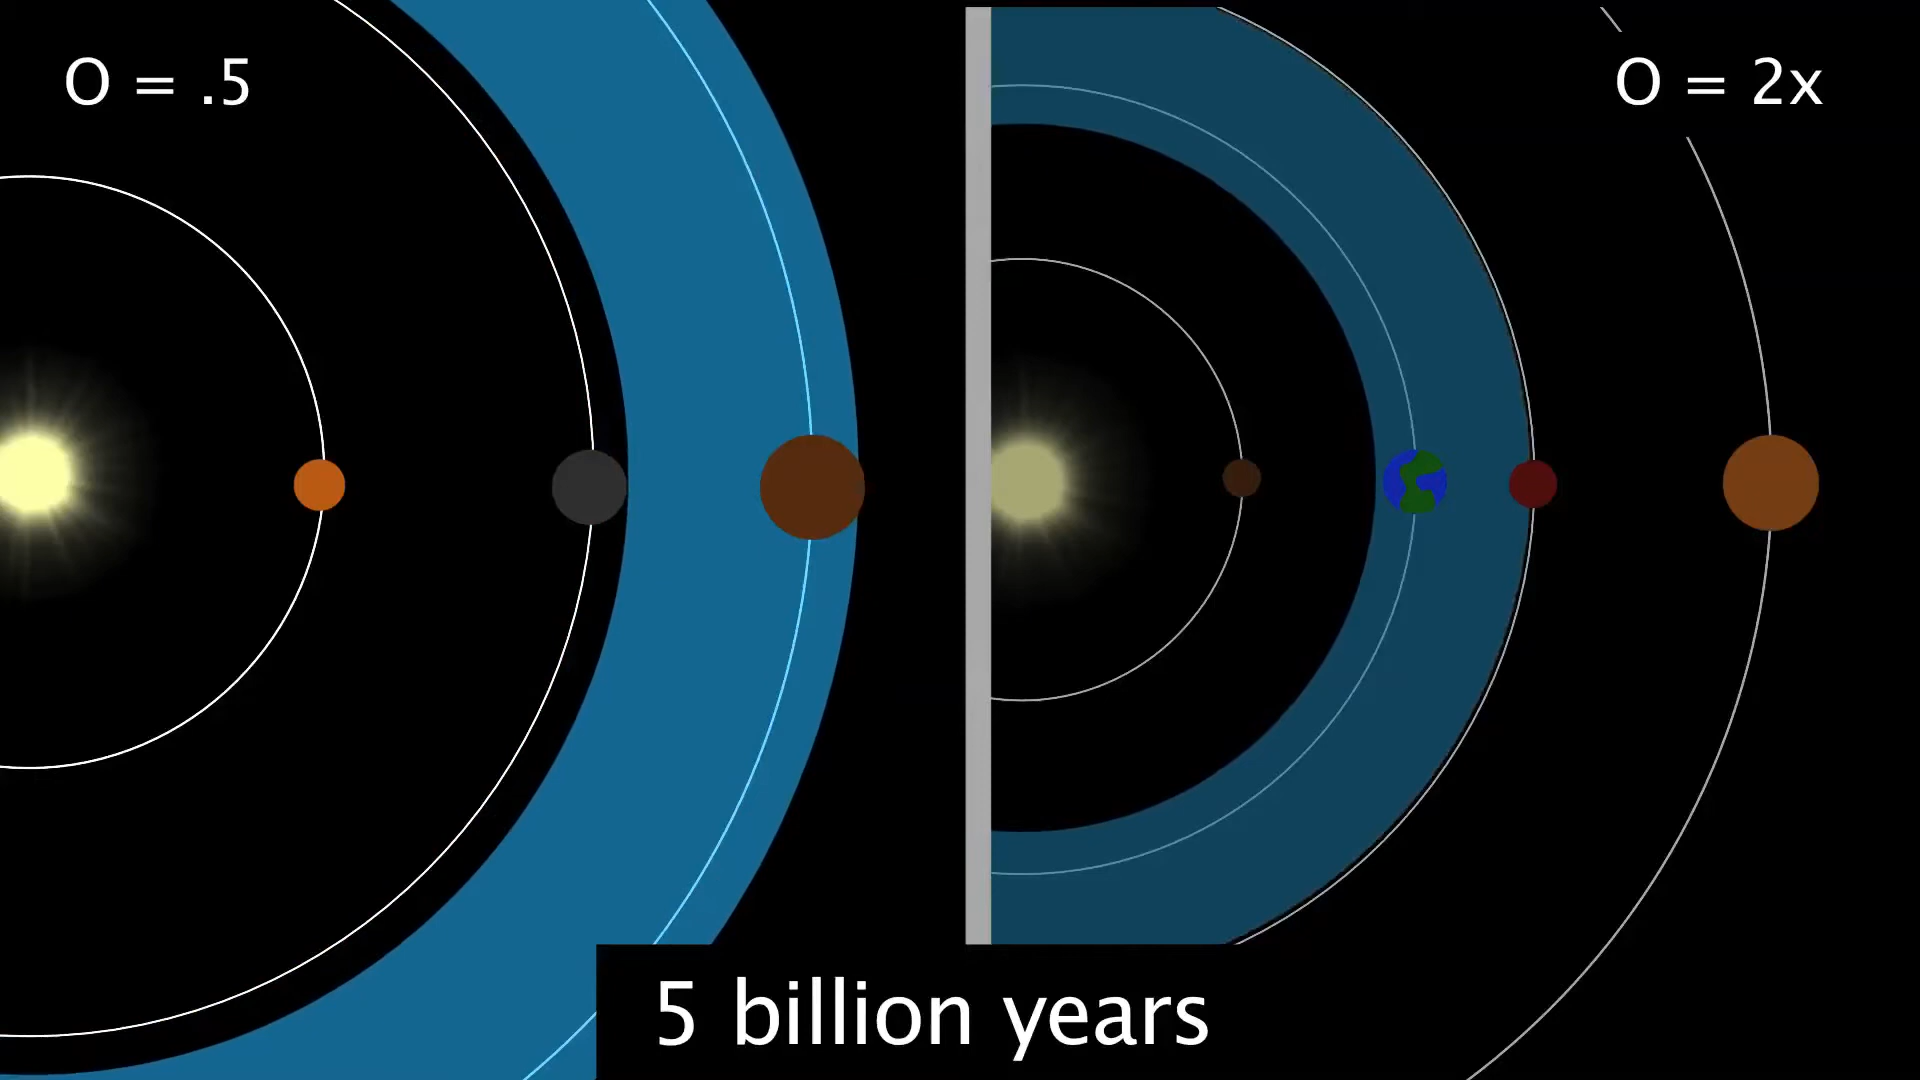 O = .5
O = 2x
5 billion years